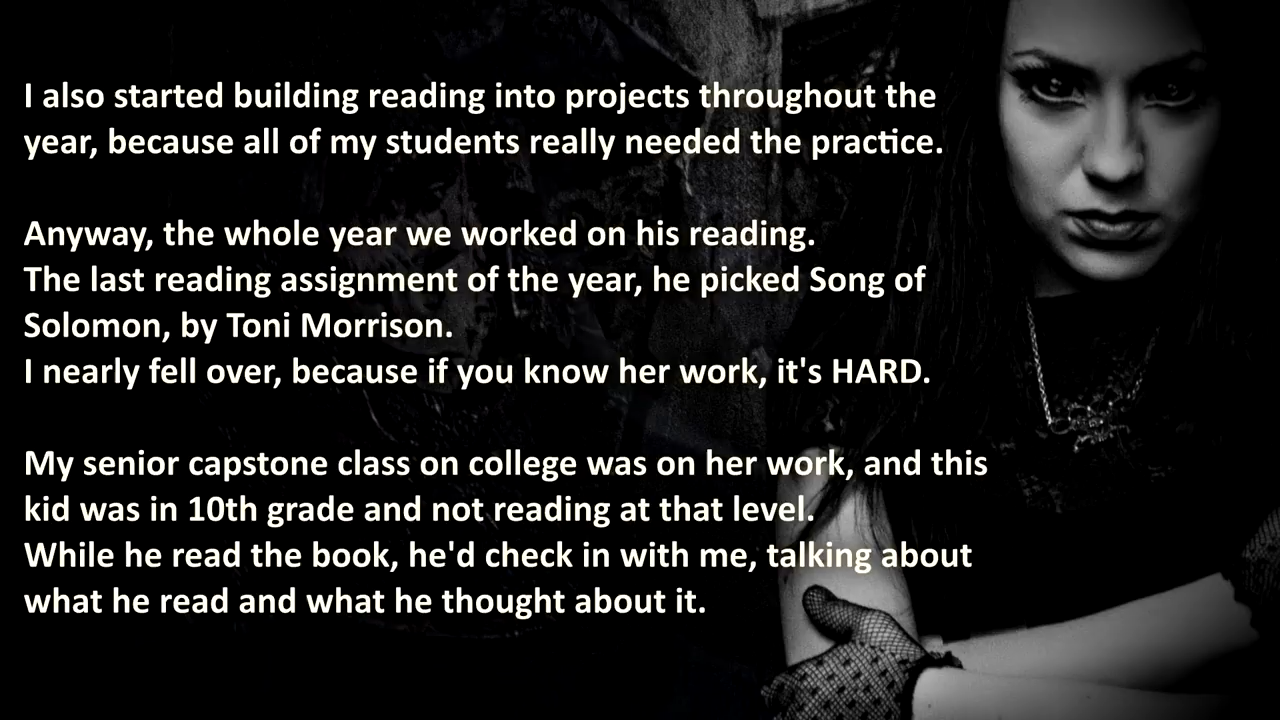 I also started building reading into projects throughout the
year, because all of my students really needed the practice.
Anyway, the whole year we worked on his reading.
The last reading assignment of the year, he picked Song of
Solomon, by Toni Morrison.
I nearly fell over, because if you know her work, it's HARD.
My senior capstone class on college was on her work, and this
kid was in 10th grade and not reading at that level.
While he read the book, he'd check in with me, talking about
what he read and what he thought about it.